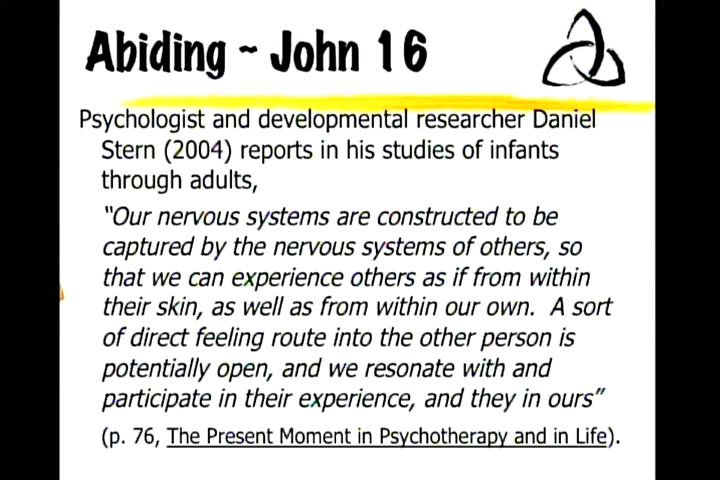 Abiding ~ John 16
Psychologist and developmental researcher Daniel
Stern (2004) reports in his studies of infants
through adults,
“Our nervous systems are constructed to be
captured by the nervous systems of others, so
that we can experience others as if from within
their skin, as well as from within our own.  A sort
of direct feeling route into the other person is
potentially open, and we resonate with and
participate in their experience, and they in ours”
(p. 76, The Present Moment in Psychotherapy and in Life).